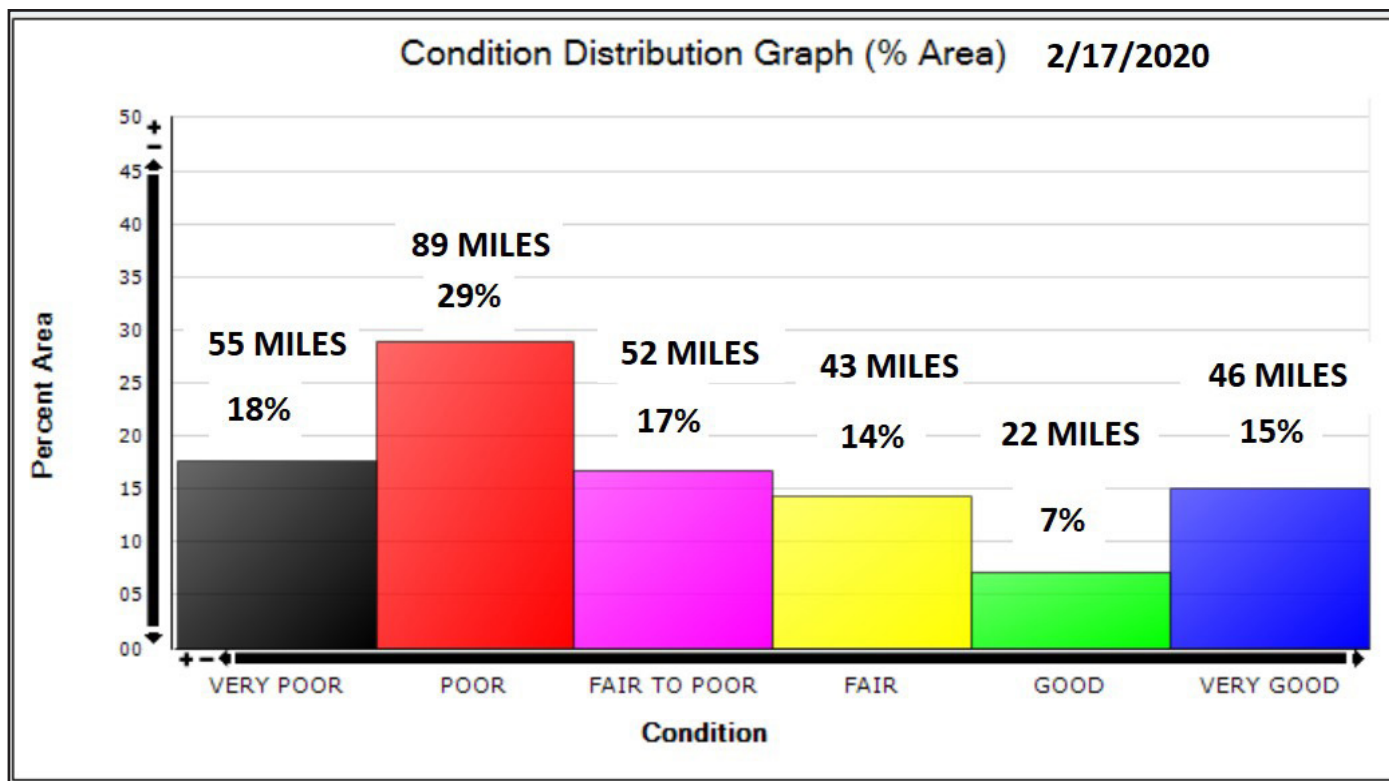 Condition Distribution Graph (% Area) 2/17/2020
50
45
40
35
30
25
20
15
10
05
00
Percent Area
55 MILES
18%
89 MILES
29%
52 MILES
17%
43 MILES
14%
22 MILES
7%
46 MILES
15%
VERY POOR POOR FAIR TO POOR FAIR GOOD VERY GOOD
Condition